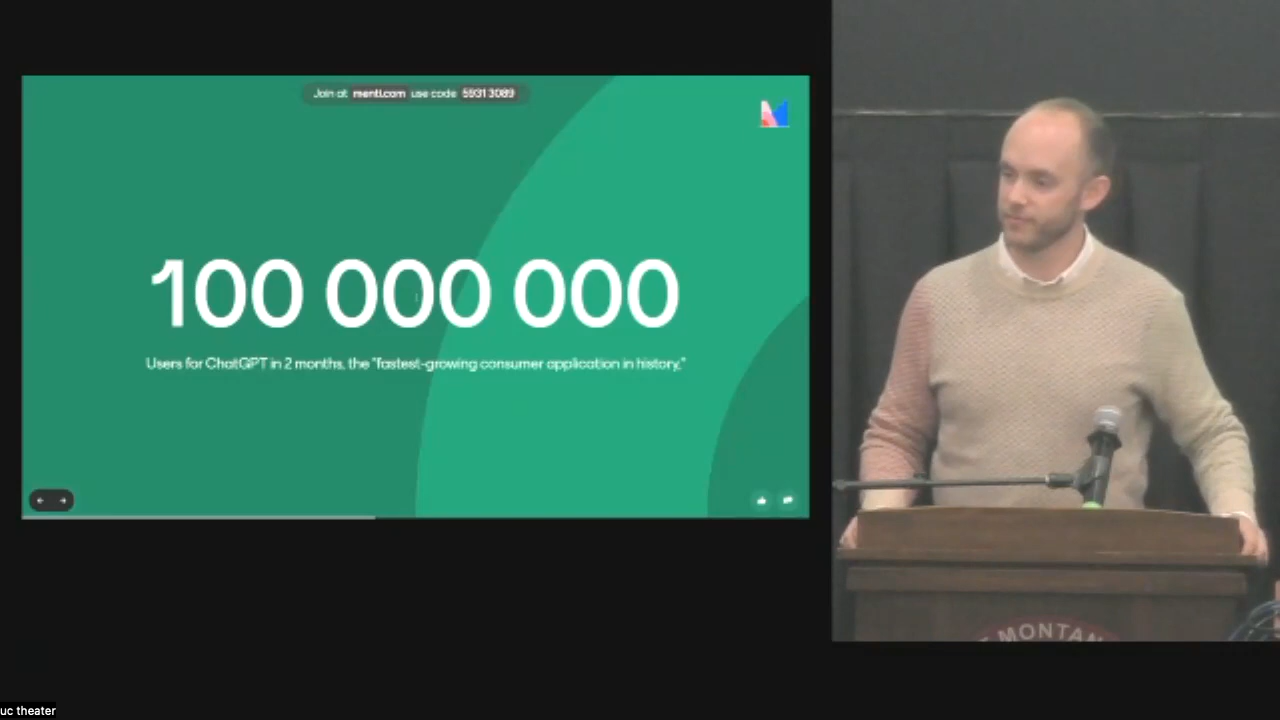 Join at menti.com use code 5931 3089
100 000 000
Users for ChatGPT in 2 months, the "fastest-growing consumer application in history."
MONTAN
uc theater